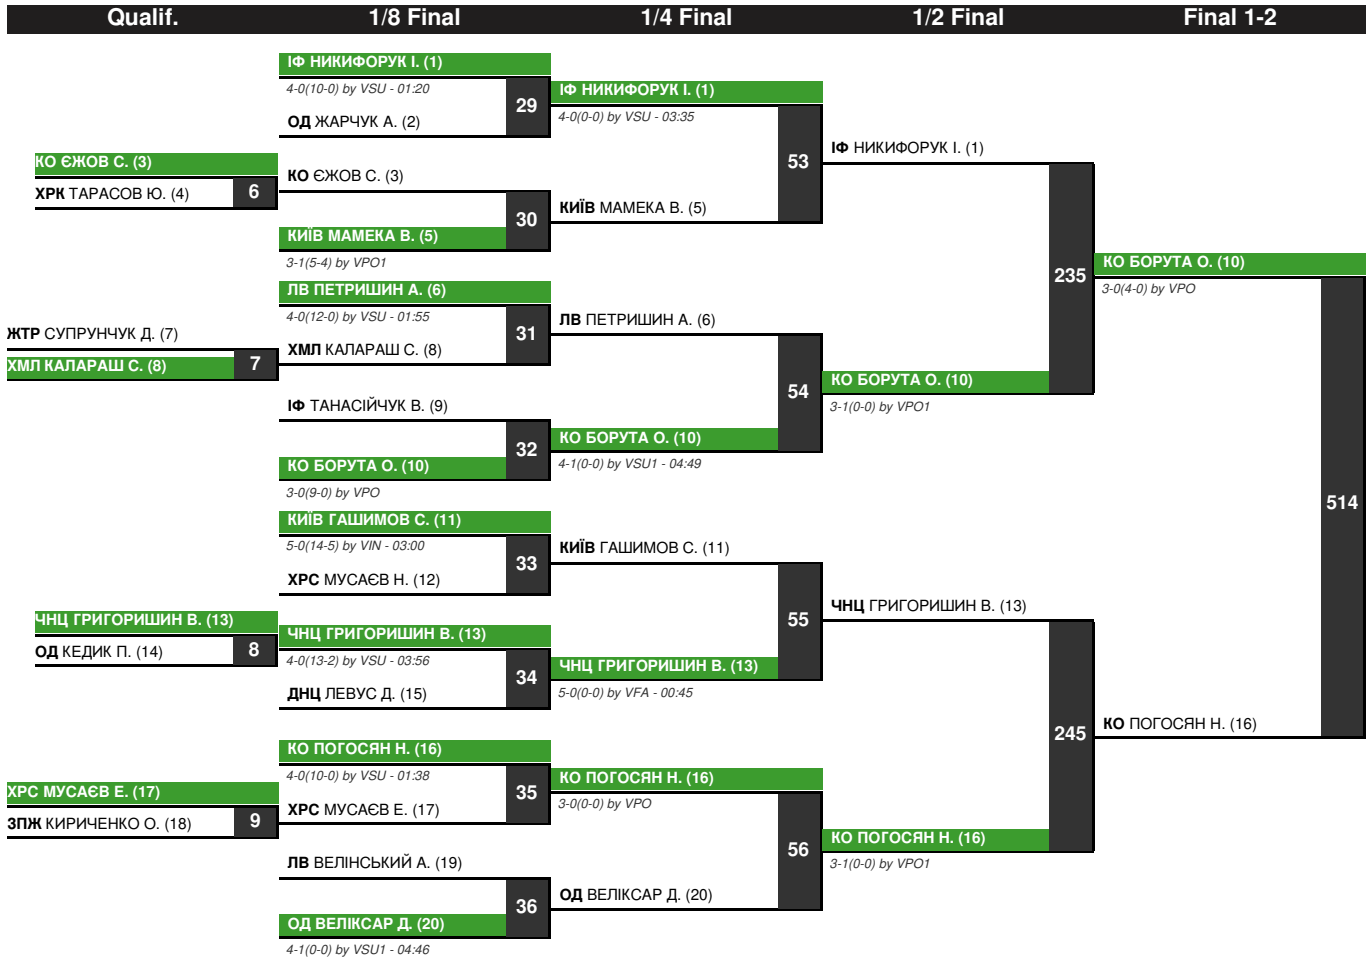 Qualif.
1/8 Final
1/4 Final
1/2 Final
Final 1-2
КО ЄЖОВ С. (3)
ХРК ТАРАСОВ Ю. (4)
6
ЖТР СУПРУНЧУК Д. (7)
ХМЛ КАЛАРАШ С. (8)
7
ЧНЦ ГРИГОРИШИН В. (13)
ОД КЕДИК П. (14)
8
ХРС МУСАЄВ Е. (17)
ЗПЖ КИРИЧЕНКО О. (18)
9
ІФ НИКИФОРУК І. (1)
4-0(10-0) by VSU - 01:20
ОД ЖАРЧУК А. (2)
29
КО ЄЖОВ С. (3)
30
КИЇВ МАМЕКА В. (5)
3-1(5-4) by VPO1
ЛВ ПЕТРИШИН А. (6)
4-0(12-0) by VSU - 01:55
ХМЛ КАЛАРАШ С. (8)
31
ІФ ТАНАСІЙЧУК В. (9)
32
КО БОРУТА О. (10)
3-0(9-0) by VPO
КИЇВ ГАШИМОВ С. (11)
5-0(14-5) by VIN - 03:00
ХРС МУСАЄВ Н. (12)
33
ЧНЦ ГРИГОРИШИН В. (13)
4-0(13-2) by VSU - 03:56
ДНЦ ЛЕВУС Д. (15)
34
КО ПОГОСЯН Н. (16)
4-0(10-0) by VSU - 01:38
ХРС МУСАЄВ Е. (17)
35
ЛВ ВЕЛІНСЬКИЙ А. (19)
36
ОД ВЕЛІКСАР Д. (20)
4-1(0-0) by VSU1 - 04:46
ІФ НИКИФОРУК І. (1)
4-0(0-0) by VSU - 03:35
53
КИЇВ МАМЕКА В. (5)
ЛВ ПЕТРИШИН А. (6)
54
КО БОРУТА О. (10)
4-1(0-0) by VSU1 - 04:49
КИЇВ ГАШИМОВ С. (11)
55
ЧНЦ ГРИГОРИШИН В. (13)
5-0(0-0) by VFA - 00:45
КО ПОГОСЯН Н. (16)
3-0(0-0) by VPO
56
ОД ВЕЛІКСАР Д. (20)
ІФ НИКИФОРУК І. (1)
235
КО БОРУТА О. (10)
3-1(0-0) by VPO1
ЧНЦ ГРИГОРИШИН В. (13)
245
КО ПОГОСЯН Н. (16)
3-1(0-0) by VPO1
КО БОРУТА О. (10)
3-0(4-0) by VPO
514
КО ПОГОСЯН Н. (16)